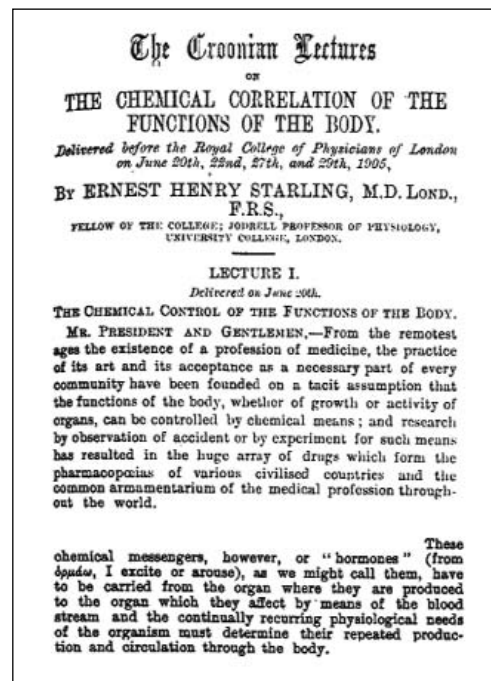 The Croonian Lectures
ON
THE CHEMICAL CORRELATION OF THE
FUNCTIONS OF THE BODY.
Delivered before the Royal College of Physicians of London
on June 20th, 22nd, 27th, and 29th, 1905,
BY ERNEST HENRY STARLING, M.D. LOND.,
F.R.S.,
FELLOW OF THE COLLEGE; JODRELL PROFESSOR OF PHYSIOLOGY,
UNIVERSITY COLLEGE, LONDON.
LECTURE I.
Delivered on June 20th.
THE CHEMICAL CONTROL OF THE FUNCTIONS OF THE BODY.
MR. PRESIDENT AND GENTLEMEN,—From the remotest
ages the existence of a profession of medicine, the practice
of its art and its acceptance as a necessary part of every
community have been founded on a tacit assumption that
the functions of the body, whether of growth or activity of
organs, can be controlled by chemical means; and research
by observation of accident or by experiment for such means
has resulted in the huge array of drugs which form the
pharmacopœias of various civilised countries and the
common armamentarium of the medical profession through-
out the world.
These
chemical messengers, however, or "hormones" (from
ὁρμάω, I excite or arouse), as we might call them, have
to be carried from the organ where they are produced
to the organ which they affect by means of the blood
stream and the continually recurring physiological needs
of the organism must determine their repeated produc-
tion and circulation through the body.